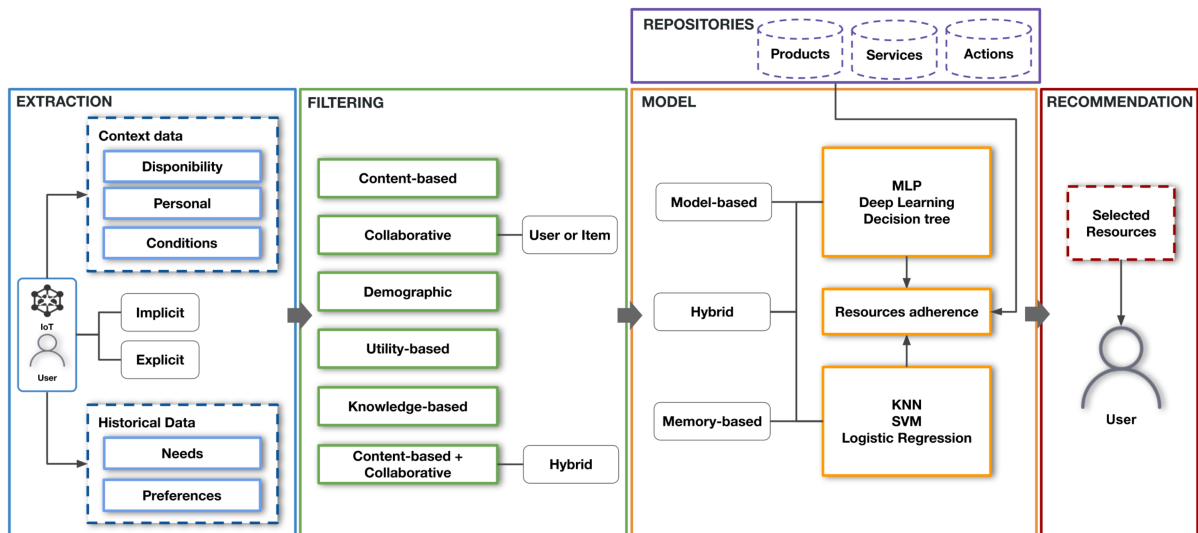 REPOSITORIES
Products
Services
Actions
EXTRACTION
Context data
Disponibility
Personal
Conditions
IoT
User
Implicit
Explicit
Historical Data
Needs
Preferences
FILTERING
Content-based
Collaborative
User or Item
Demographic
Utility-based
Knowledge-based
Content-based +
Collaborative
Hybrid
MODEL
Model-based
Hybrid
Memory-based
MLP
Deep Learning
Decision tree
Resources adherence
KNN
SVM
Logistic Regression
RECOMMENDATION
Selected
Resources
User